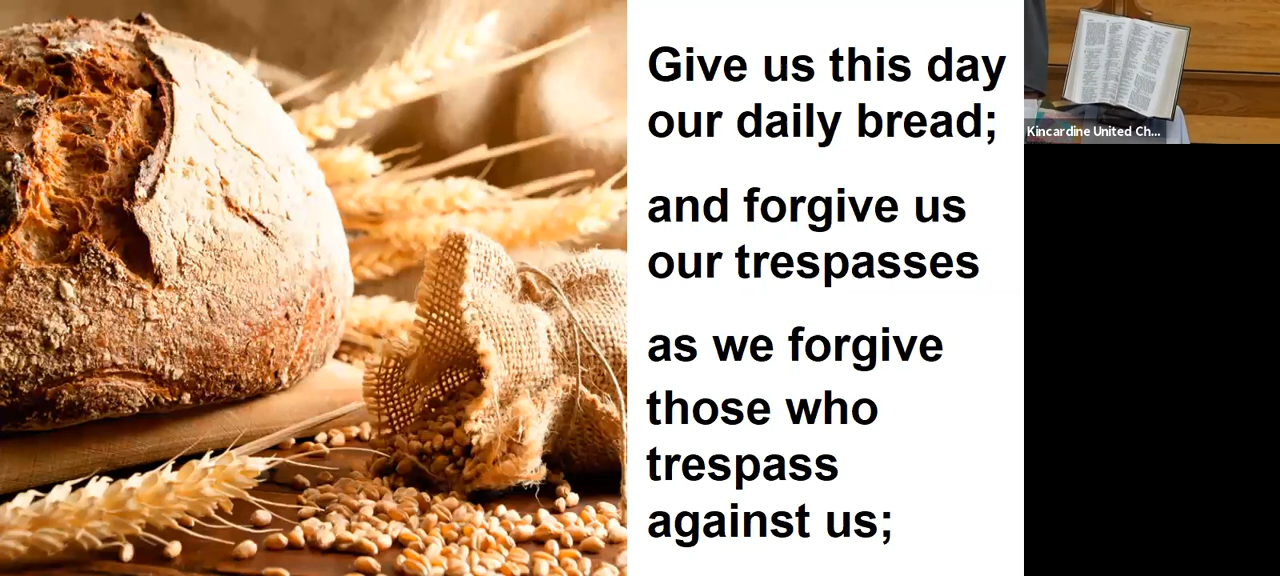 Give us this day
our daily bread;
and forgive us
our trespasses
as we forgive
those who
trespass
against us;
Kincardine United Ch...